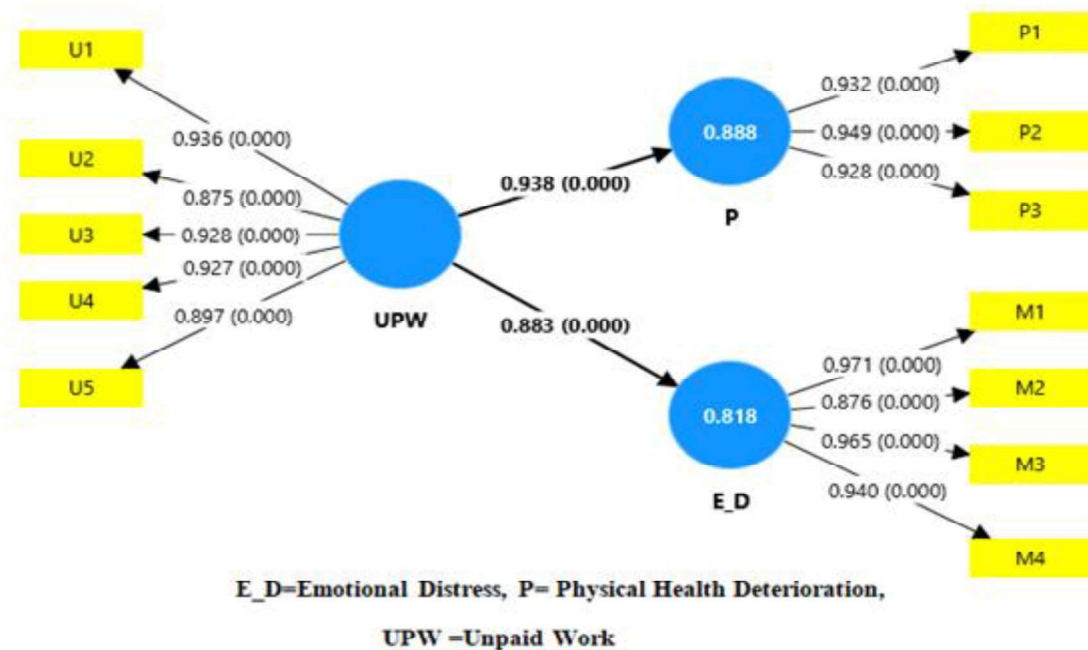 U1
U2
U3
U4
U5
0.936 (0.000)
0.875 (0.000)
0.928 (0.000)
0.927 (0.000)
0.897 (0.000)
UPW
0.938 (0.000)
0.883 (0.000)
0.888
P
0.818
E_D
0.932 (0.000)
0.949 (0.000)
0.928 (0.000)
P1
P2
P3
0.971 (0.000)
0.876 (0.000)
0.965 (0.000)
0.940 (0.000)
M1
M2
M3
M4
E_D=Emotional Distress, P= Physical Health Deterioration,
UPW =Unpaid Work